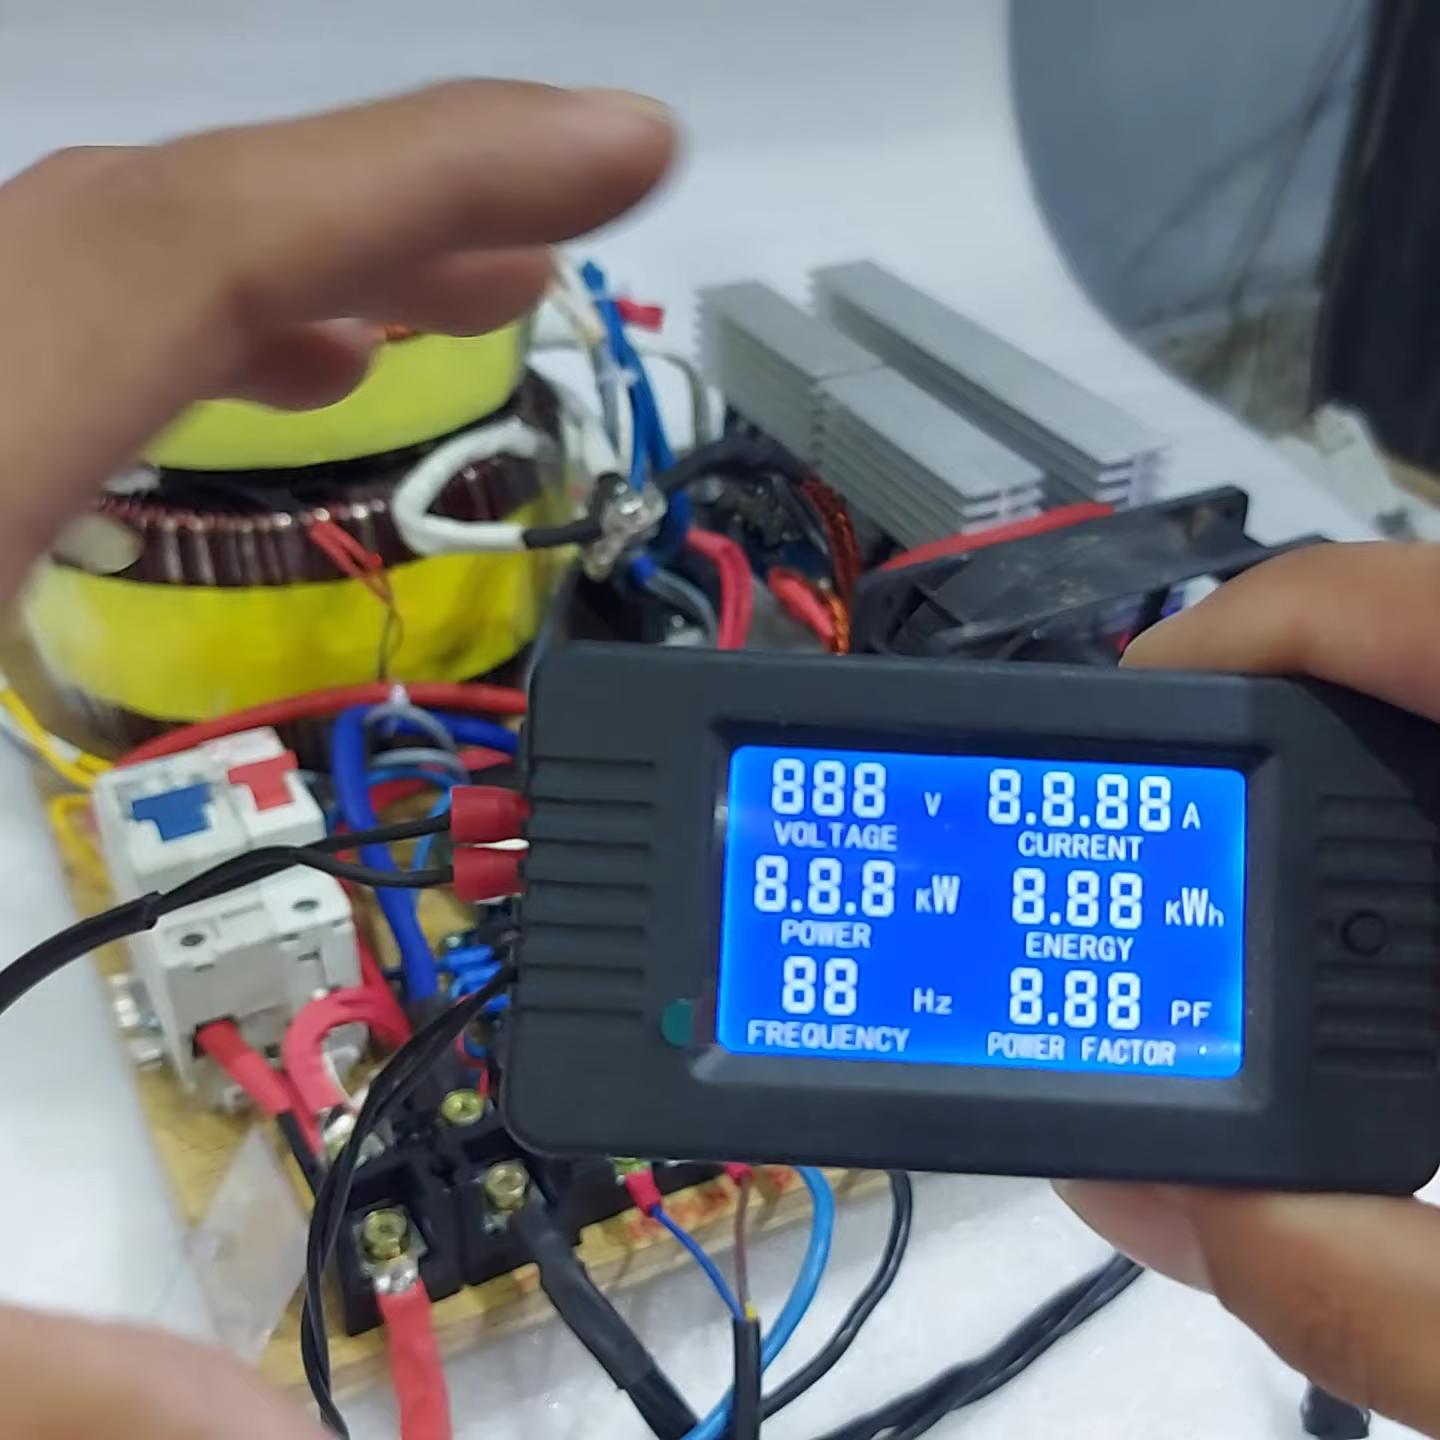 888 V 8.8.88 A
VOLTAGE CURRENT
8.8.8 KW 8.88 KWh
POWER ENERGY
88 Hz 8.88 PF
FREQUENCY POWER FACTOR